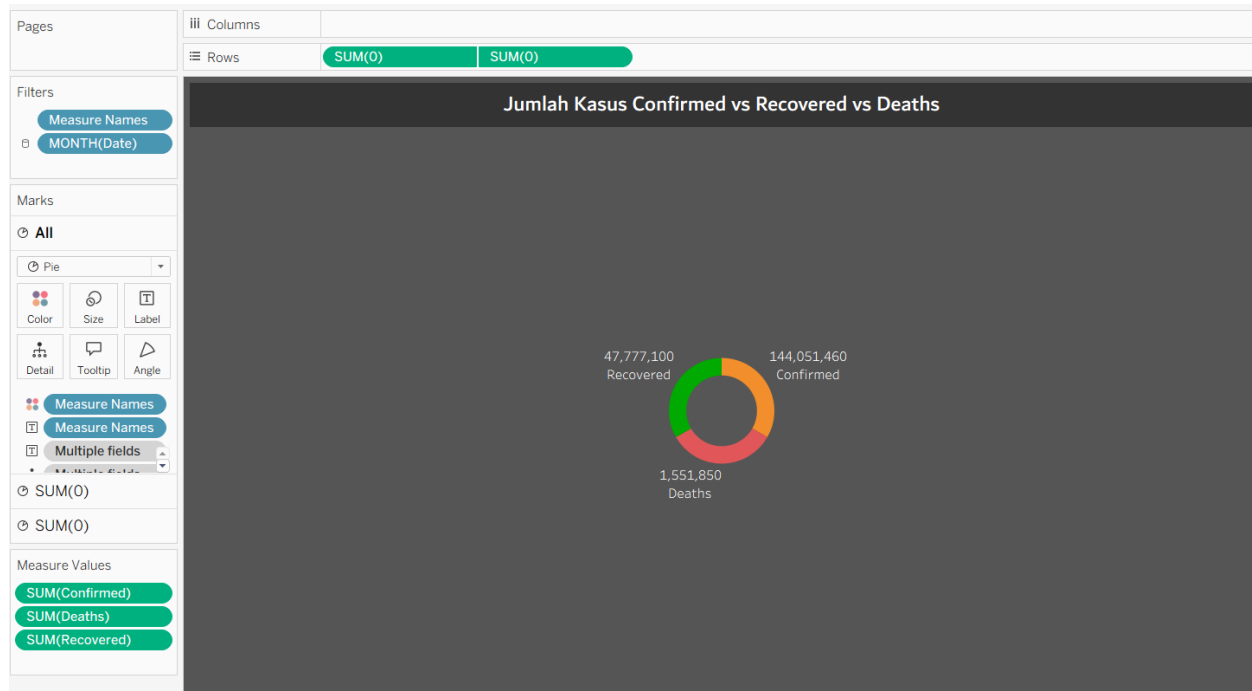 Pages
iii Columns
Rows
SUM(0)
SUM(0)
Filters
Measure Names
MONTH(Date)
Jumlah Kasus Confirmed vs Recovered vs Deaths
Marks
All
Pie
Color
Size
Label
Detail
Tooltip
Angle
Measure Names
Measure Names
Multiple fields
SUM(0)
SUM(0)
Measure Values
SUM(Confirmed)
SUM(Deaths)
SUM(Recovered)
47,777,100
Recovered
144,051,460
Confirmed
1,551,850
Deaths